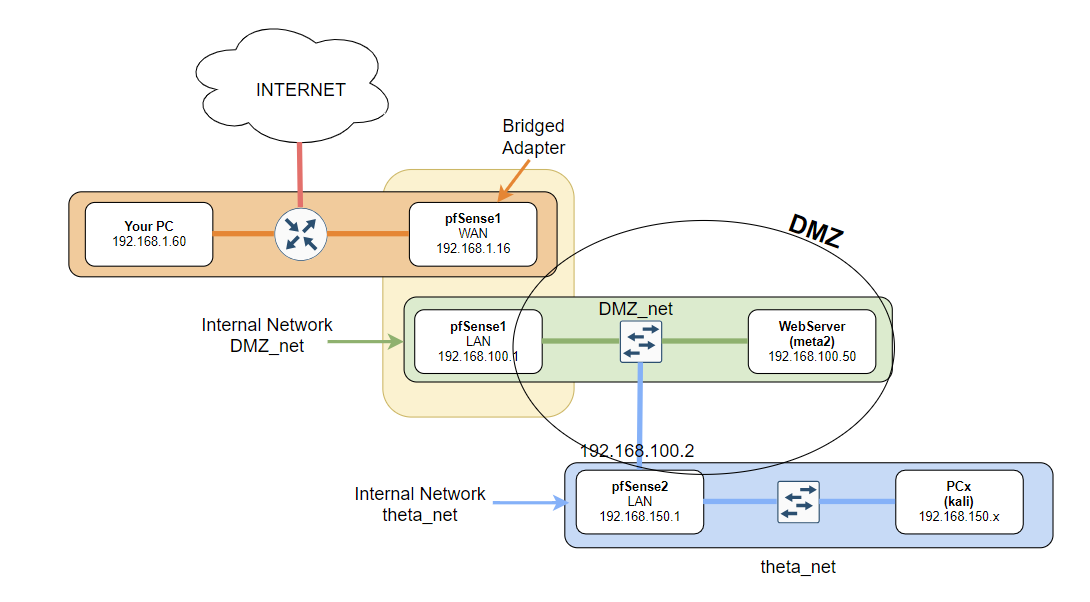 INTERNET
Bridged
Adapter
Your PC
192.168.1.60
pfSense1
WAN
192.168.1.16
DMZ
Internal Network
DMZ_net
DMZ_net
pfSense1
LAN
192.168.100.1
WebServer
(meta2)
192.168.100.50
192.168.100.2
Internal Network
theta_net
pfSense2
LAN
192.168.150.1
PCx
(kali)
192.168.150.x
theta_net